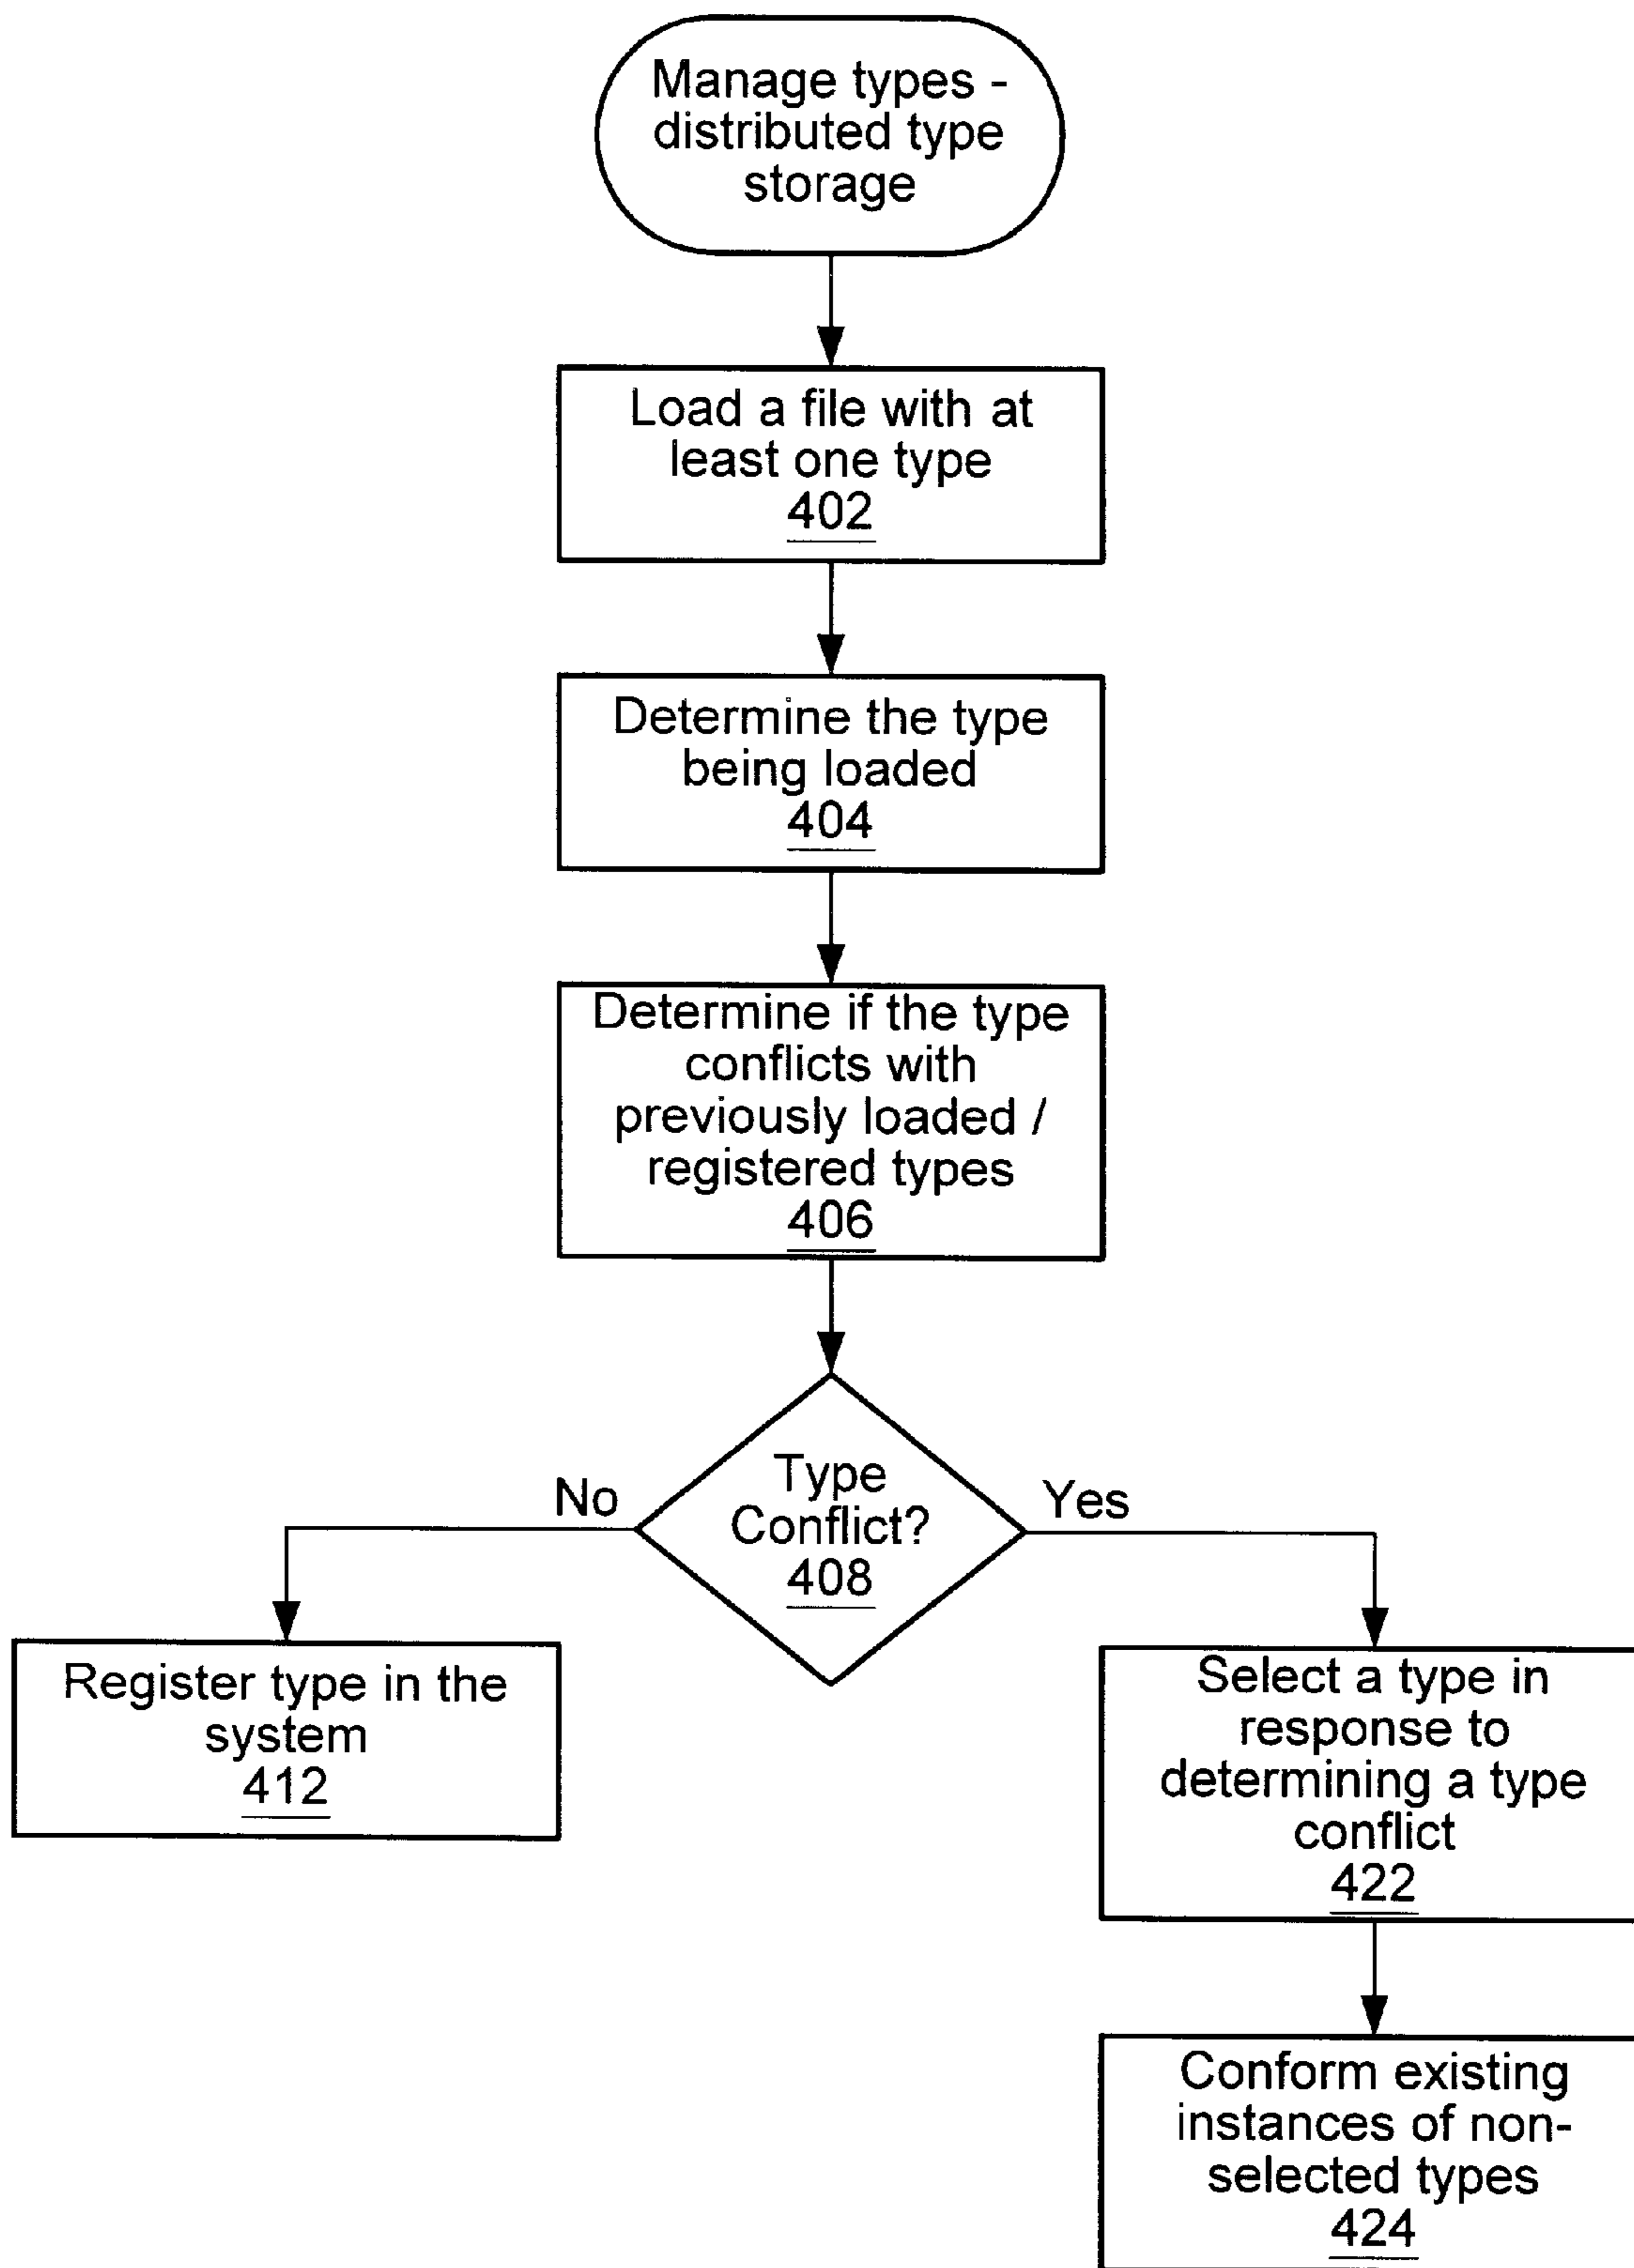 Manage types -
distributed type
storage
Load a file with at
least one type
402
Determine the type
being loaded
404
Determine if the type
conflicts with
previously loaded /
registered types
406
Type
Conflict?
408
No
Yes
Register type in the
system
412
Select a type in
response to
determining a type
conflict
422
Conform existing
instances of non-
selected types
424